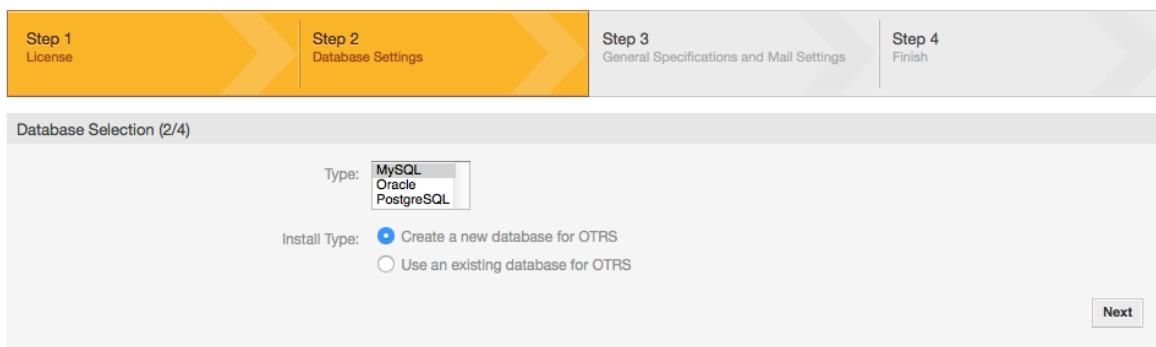 Step 1
License
Step 2
Database Settings
Step 3
General Specifications and Mail Settings
Step 4
Finish
Database Selection (2/4)
Type:
MySQL
Oracle
PostgreSQL
Install Type:
Create a new database for OTRS
Use an existing database for OTRS
Next